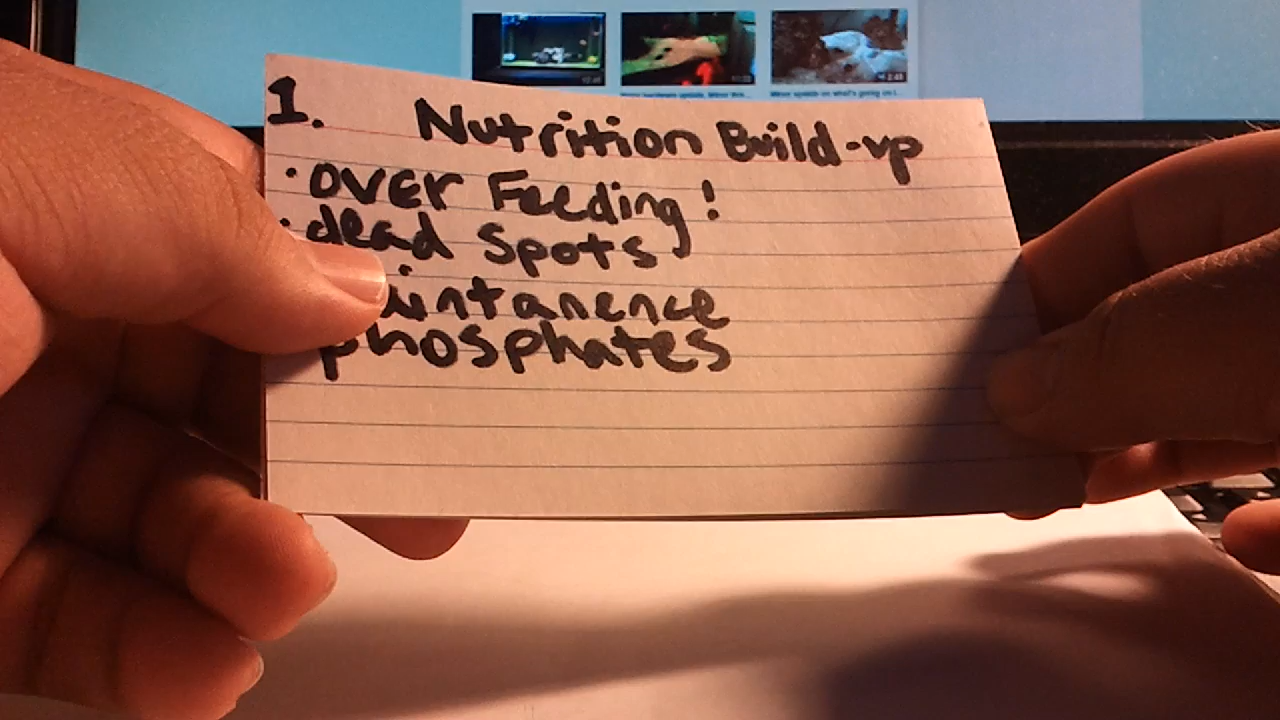 1. Nutrition Build-up
• over Feeding!
• dead spots
intanence
phosphates